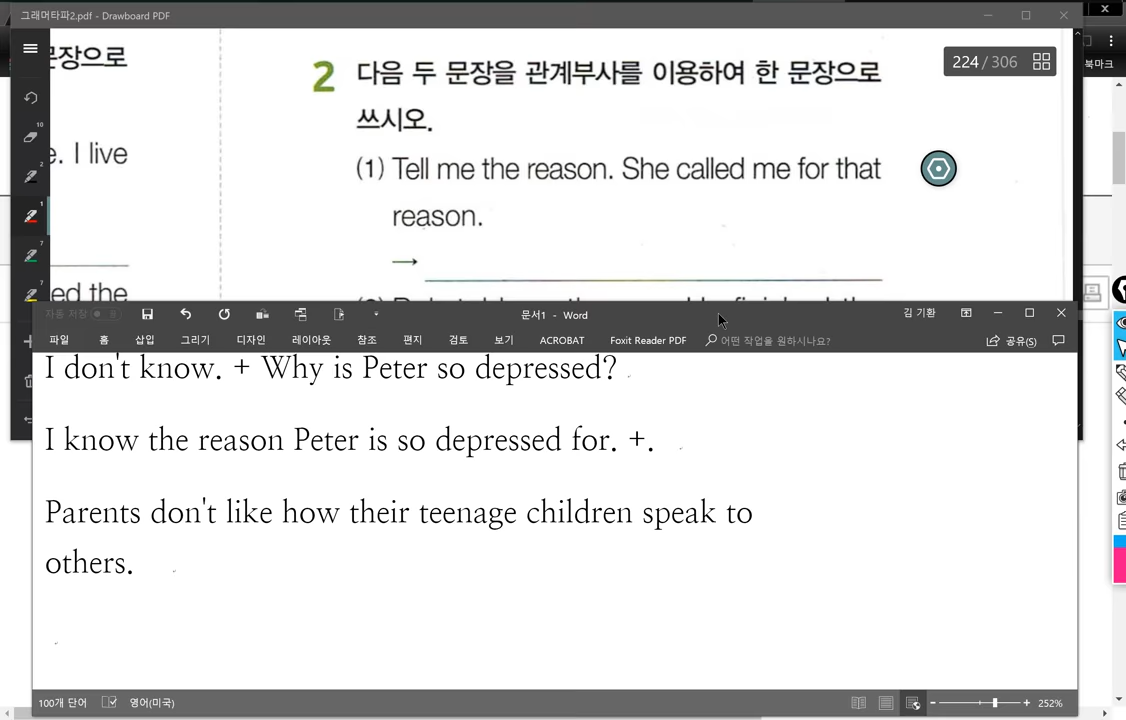 그래머타파2.pdf - Drawboard PDF
224 / 306
북마크
문장으로
e. I live
ed the
2 다음 두 문장을 관계부사를 이용하여 한 문장으로
쓰시오.
(1) Tell me the reason. She called me for that
reason.
→
자동 저장
문서1 - Word
김 기환
파일 홈 삽입 그리기 디자인 레이아웃 참조 편지 검토 보기 ACROBAT Foxit Reader PDF 어떤 작업을 원하시나요? 공유(S)
I don't know. + Why is Peter so depressed?
I know the reason Peter is so depressed for. +.
Parents don't like how their teenage children speak to
others.
100개 단어 영어(미국) 252%